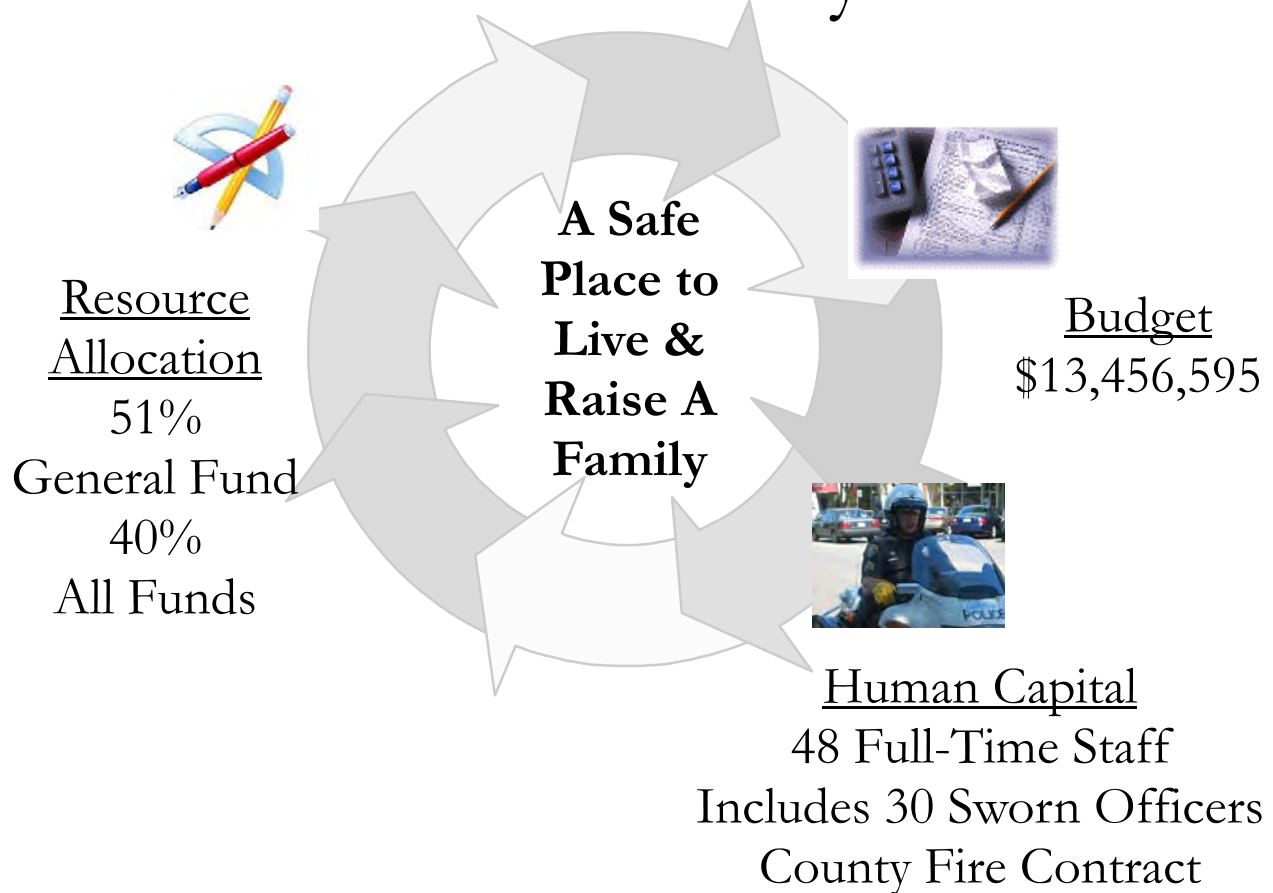 A Safe
Place to
Live &
Raise A
Family
Resource
Allocation
51%
General Fund
40%
All Funds
Budget
$13,456,595
POLICE
Human Capital
48 Full-Time Staff
Includes 30 Sworn Officers
County Fire Contract